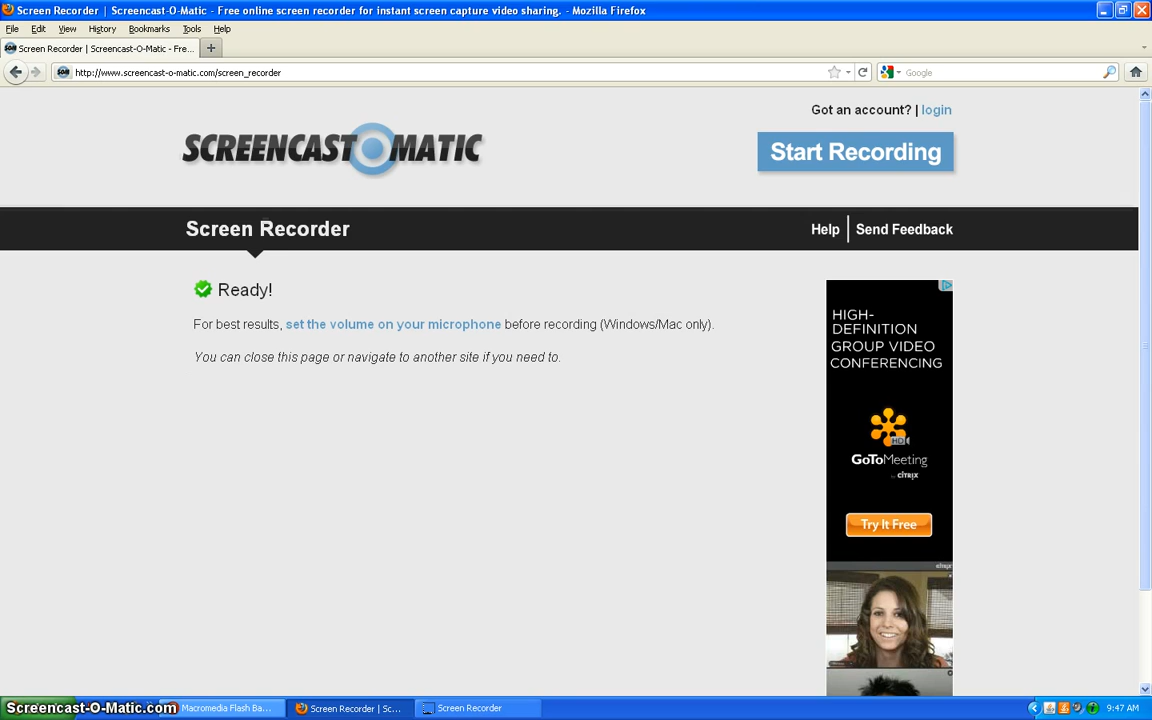 Screen Recorder | Screencast-O-Matic - Free online screen recorder for instant screen capture video sharing. - Mozilla Firefox
File Edit View History Bookmarks Tools Help
Screen Recorder | Screencast-O-Matic - Fre...
http://www.screencast-o-matic.com/screen_recorder
Google
Got an account? | login
SCREENCAST O MATIC
Start Recording
Screen Recorder
Help | Send Feedback
Ready!
For best results, set the volume on your microphone before recording (Windows/Mac only).
You can close this page or navigate to another site if you need to.
HIGH-
DEFINITION
GROUP VIDEO
CONFERENCING
HD
GoToMeeting
by CITRIX
Try It Free
citrix
Screencast-O-Matic.com
Macromedia Flash Ba...
Screen Recorder | Sc...
Screen Recorder
9:47 AM